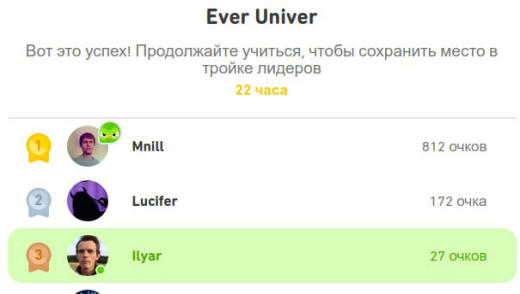 Ever Univer
Вот это успех! Продолжайте учиться, чтобы сохранить место в
тройке лидеров
22 часа
1 Mnill 812 очков
2 Lucifer 172 очка
3 Ilyar 27 очков